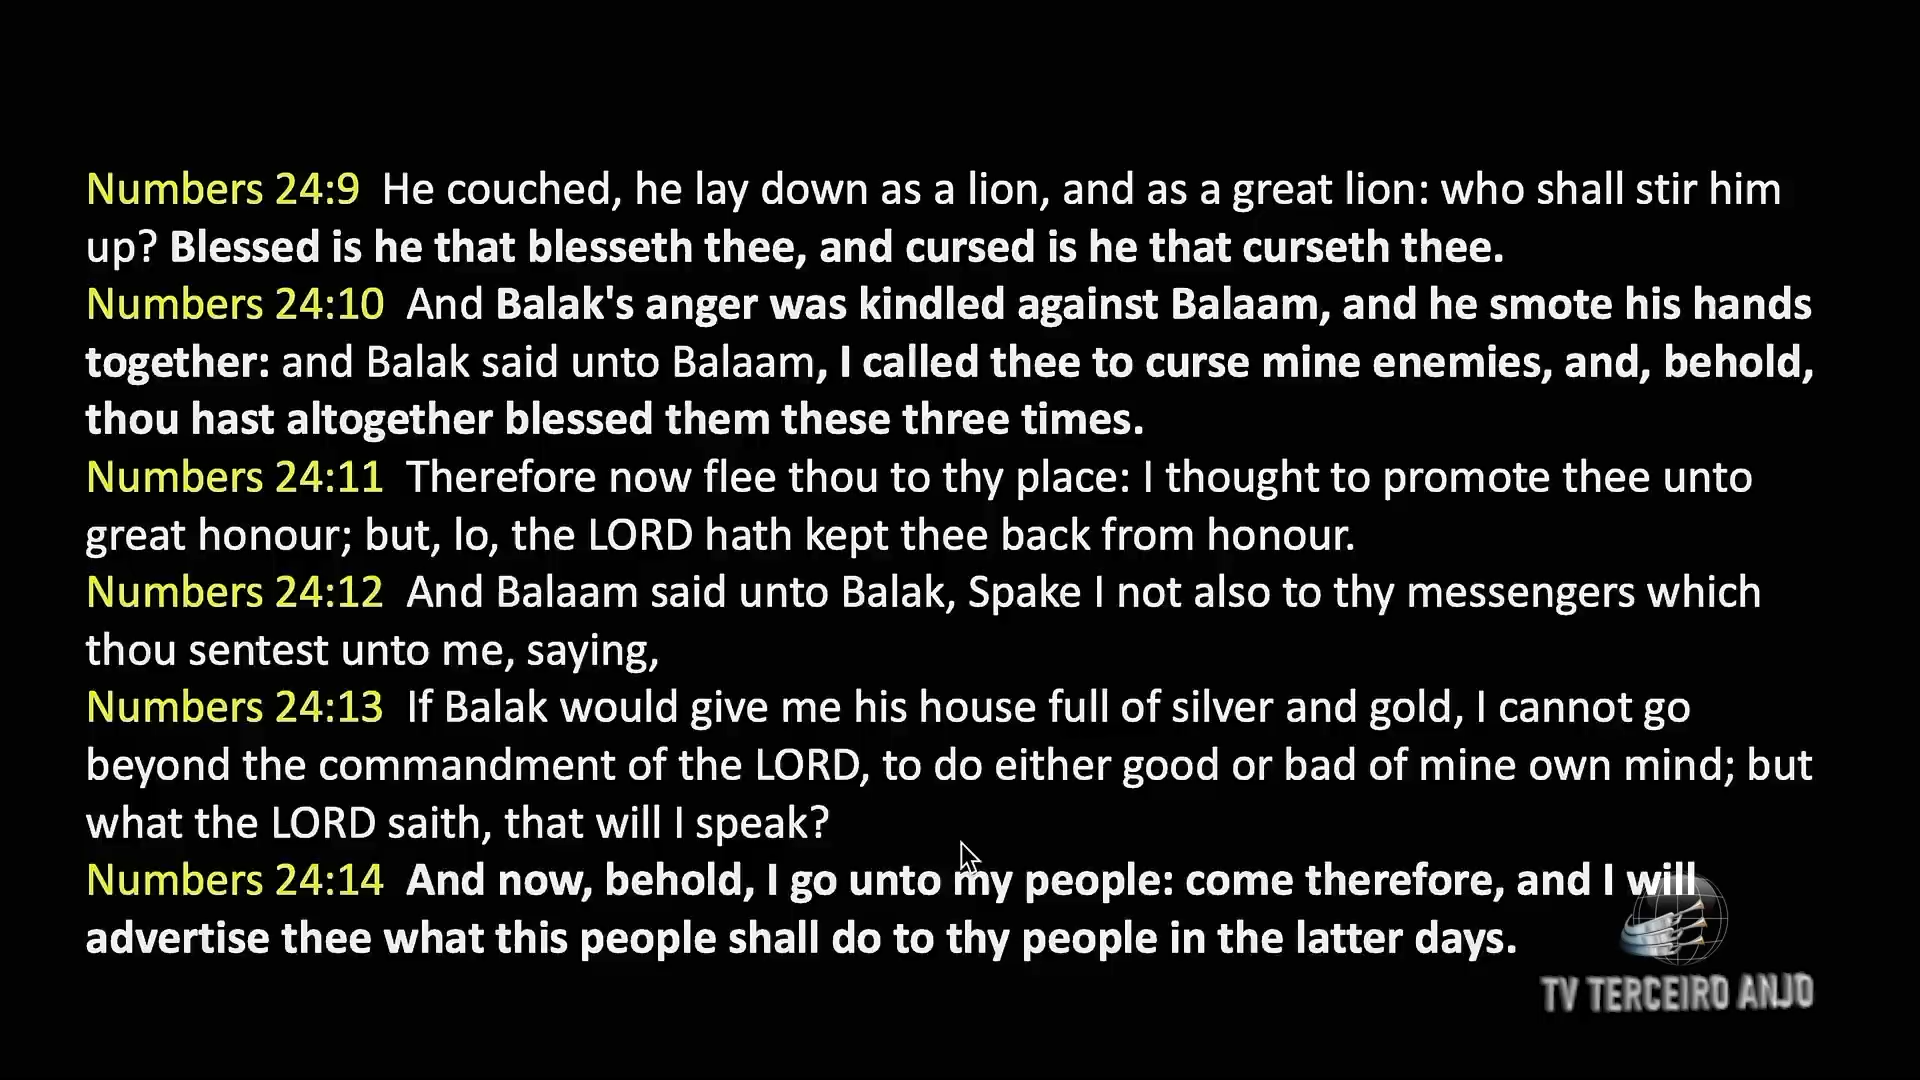 Numbers 24:9  He couched, he lay down as a lion, and as a great lion: who shall stir him
up? Blessed is he that blesseth thee, and cursed is he that curseth thee.
Numbers 24:10  And Balak's anger was kindled against Balaam, and he smote his hands
together: and Balak said unto Balaam, I called thee to curse mine enemies, and, behold,
thou hast altogether blessed them these three times.
Numbers 24:11  Therefore now flee thou to thy place: I thought to promote thee unto
great honour; but, lo, the LORD hath kept thee back from honour.
Numbers 24:12  And Balaam said unto Balak, Spake I not also to thy messengers which
thou sentest unto me, saying,
Numbers 24:13  If Balak would give me his house full of silver and gold, I cannot go
beyond the commandment of the LORD, to do either good or bad of mine own mind; but
what the LORD saith, that will I speak?
Numbers 24:14  And now, behold, I go unto my people: come therefore, and I will
advertise thee what this people shall do to thy people in the latter days.
TV TERCEIRO ANJO